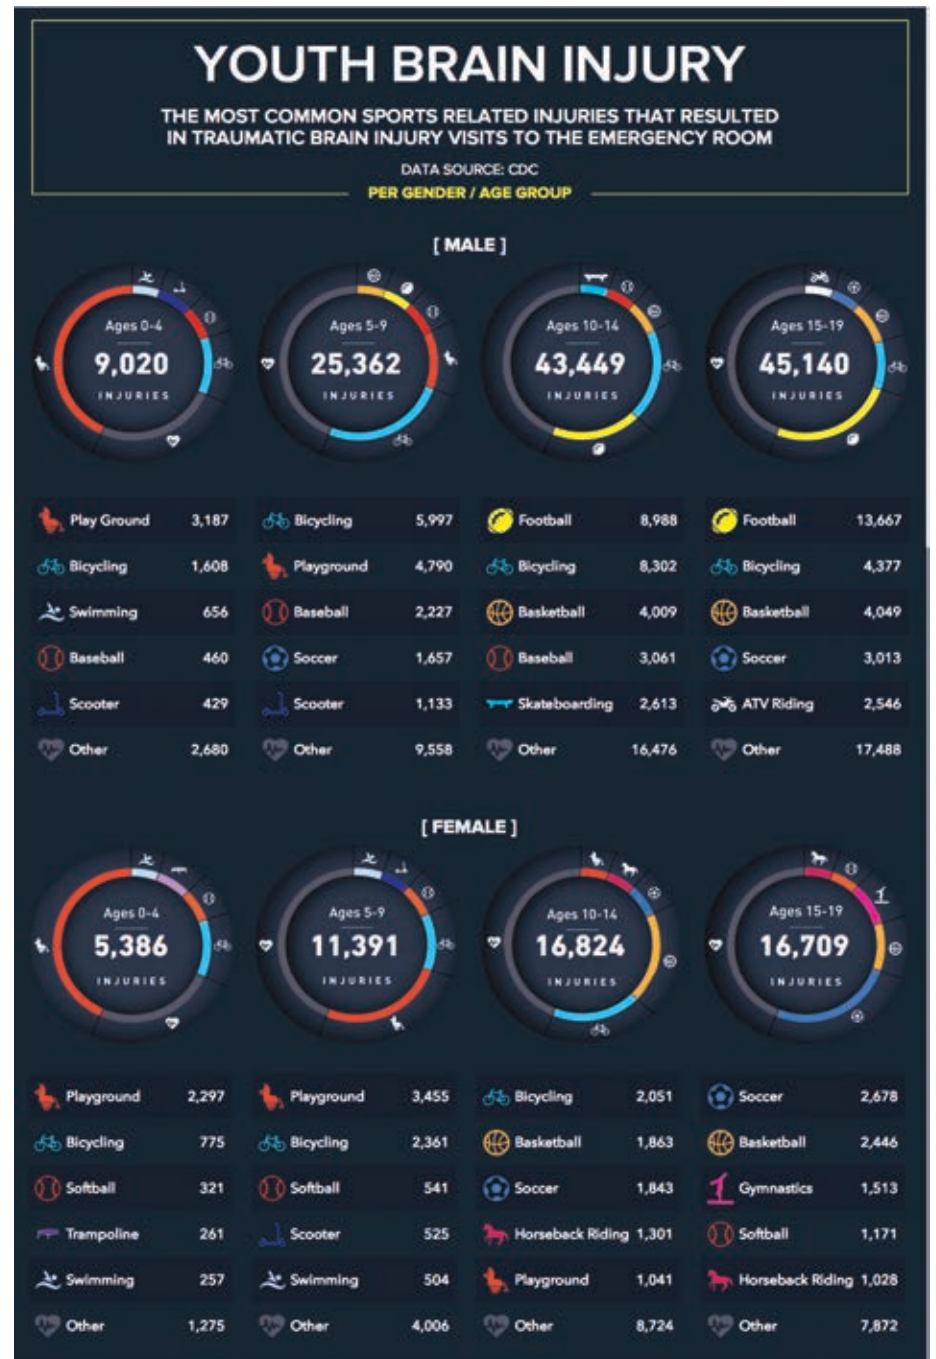 YOUTH BRAIN INJURY
THE MOST COMMON SPORTS RELATED INJURIES THAT RESULTED
IN TRAUMATIC BRAIN INJURY VISITS TO THE EMERGENCY ROOM
DATA SOURCE: CDC
PER GENDER / AGE GROUP
[ MALE ]
Ages 0-4
9,020
INJURIES
Ages 5-9
25,362
INJURIES
Ages 10-14
43,449
INJURIES
Ages 15-19
45,140
INJURIES
Play Ground 3,187
Bicycling 1,608
Swimming 656
Baseball 460
Scooter 429
Other 2,680
Bicycling 5,997
Playground 4,790
Baseball 2,227
Soccer 1,657
Scooter 1,133
Other 9,558
Football 8,988
Bicycling 8,302
Basketball 4,009
Baseball 3,061
Skateboarding 2,613
Other 16,476
Football 13,667
Bicycling 4,377
Basketball 4,049
Soccer 3,013
ATV Riding 2,546
Other 17,488
[ FEMALE ]
Ages 0-4
5,386
INJURIES
Ages 5-9
11,391
INJURIES
Ages 10-14
16,824
INJURIES
Ages 15-19
16,709
INJURIES
Playground 2,297
Bicycling 775
Softball 321
Trampoline 261
Swimming 257
Other 1,275
Playground 3,455
Bicycling 2,361
Softball 541
Scooter 525
Swimming 504
Other 4,006
Bicycling 2,051
Basketball 1,863
Soccer 1,843
Horseback Riding 1,301
Playground 1,041
Other 8,724
Soccer 2,678
Basketball 2,446
Gymnastics 1,513
Softball 1,171
Horseback Riding 1,028
Other 7,872